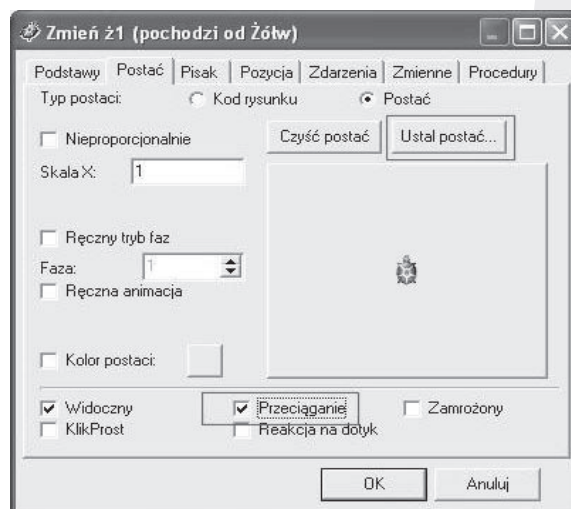 Zmień ż1 (pochodzi od Żółw)
Podstawy Postać Pisak Pozycja Zdarzenia Zmienne Procedury
Typ postaci: Kod rysunku Postać
Nieproporcjonalnie Czyść postać Ustal postać...
Skala X: 1
Ręczny tryb faz
Faza: 1
Ręczna animacja
Kolor postaci:
Widoczny Przeciąganie Zamrożony
KlikProst Reakcja na dotyk
OK Anuluj